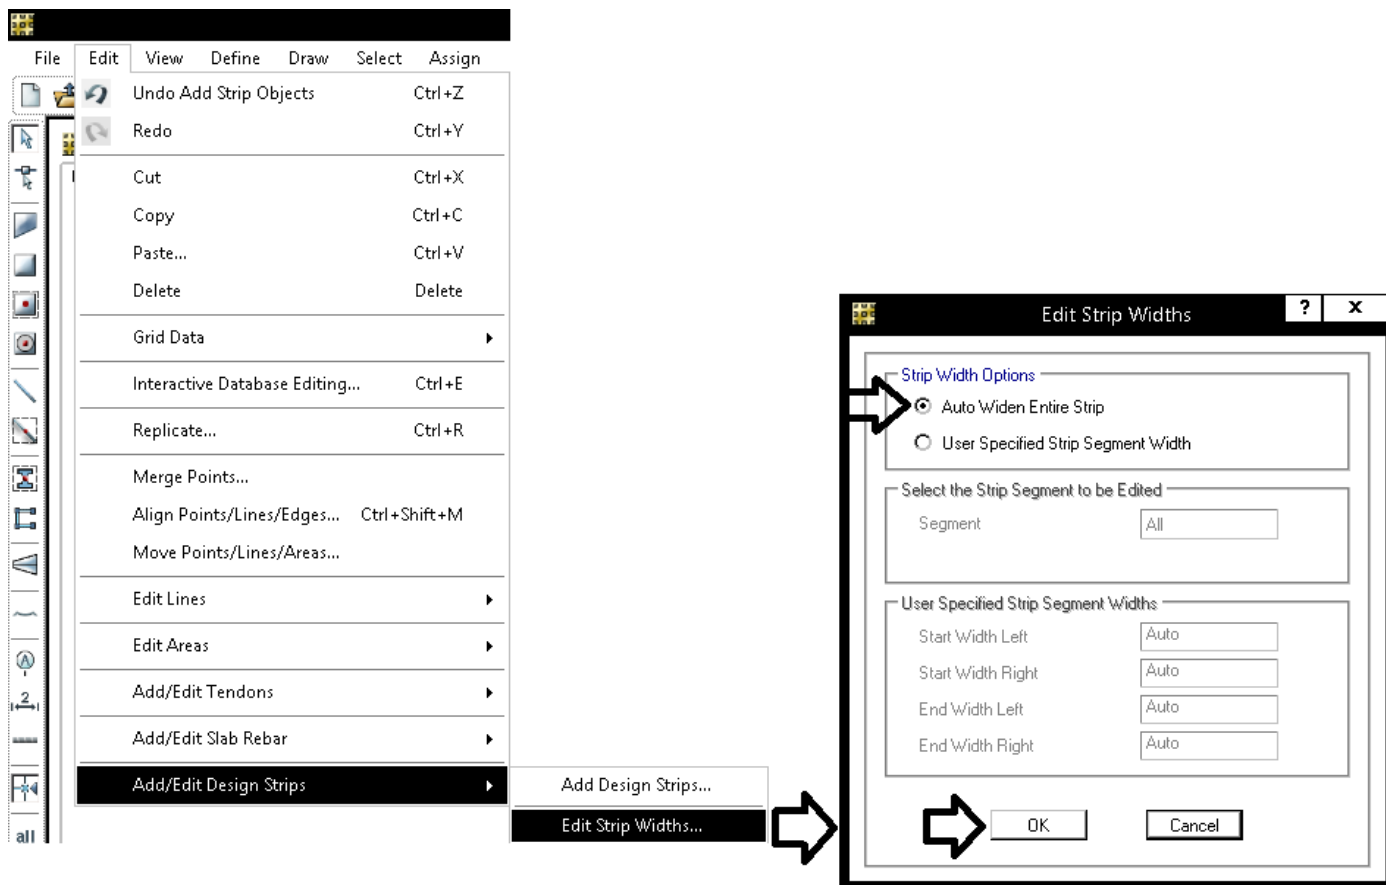 File Edit View Define Draw Select Assign
Undo Add Strip Objects Ctrl+Z
Redo Ctrl+Y
Cut Ctrl+X
Copy Ctrl+C
Paste... Ctrl+V
Delete Delete
Grid Data
Interactive Database Editing... Ctrl+E
Replicate... Ctrl+R
Merge Points...
Align Points/Lines/Edges... Ctrl+Shift+M
Move Points/Lines/Areas...
Edit Lines
Edit Areas
Add/Edit Tendons
Add/Edit Slab Rebar
Add/Edit Design Strips
Add Design Strips...
Edit Strip Widths...
A
2
all
Edit Strip Widths ? X
Strip Width Options
Auto Widen Entire Strip
User Specified Strip Segment Width
Select the Strip Segment to be Edited
Segment All
User Specified Strip Segment Widths
Start Width Left Auto
Start Width Right Auto
End Width Left Auto
End Width Right Auto
OK Cancel